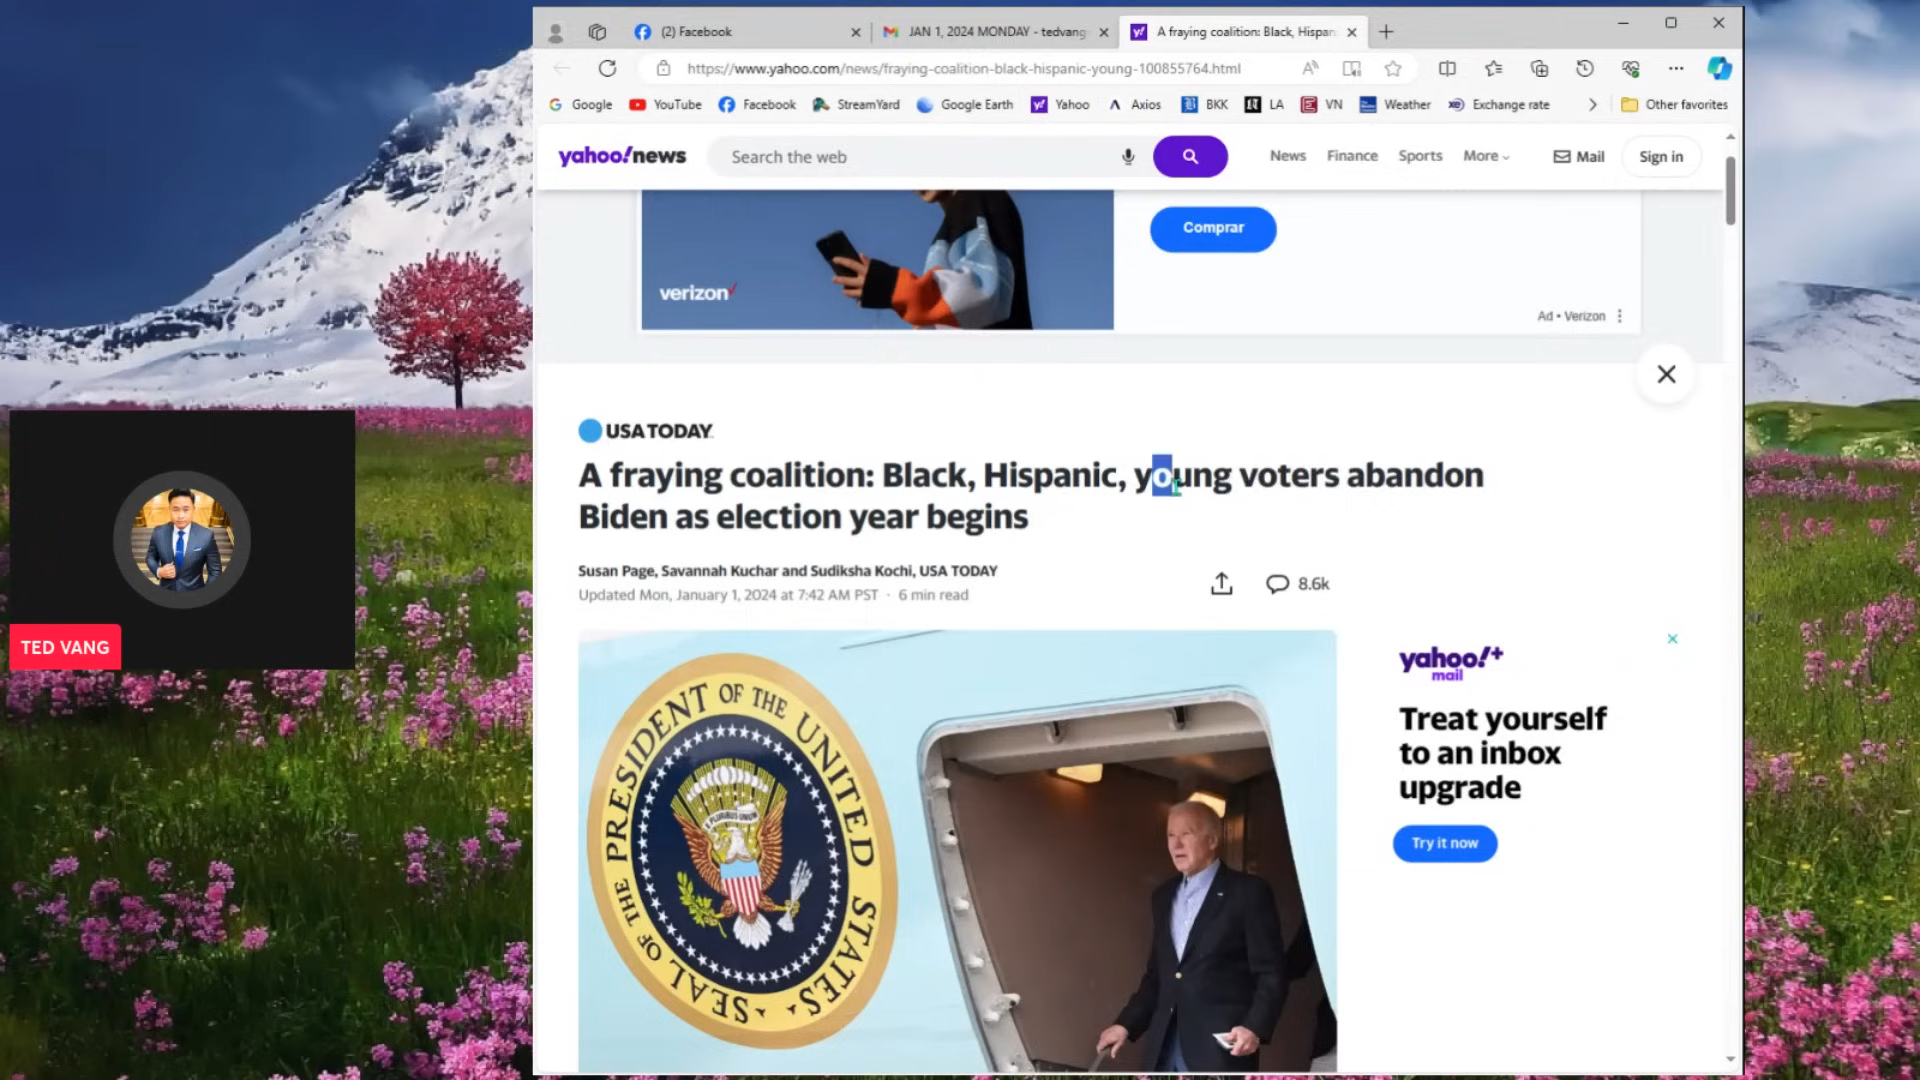 (2) Facebook
JAN 1, 2024 MONDAY - tedvang
A fraying coalition: Black, Hispan
https://www.yahoo.com/news/fraying-coalition-black-hispanic-young-100855764.html
Google
YouTube
Facebook
StreamYard
Google Earth
Yahoo
Axios
BKK
LA
VN
Weather
Exchange rate
Other favorites
yahoo!news
Search the web
News
Finance
Sports
More
Mail
Sign in
Comprar
verizon
Ad • Verizon
USA TODAY
A fraying coalition: Black, Hispanic, young voters abandon
Biden as election year begins
Susan Page, Savannah Kuchar and Sudiksha Kochi, USA TODAY
Updated Mon, January 1, 2024 at 7:42 AM PST · 6 min read
8.6k
TED VANG
SEAL OF THE PRESIDENT OF THE UNITED STATES
E PLURIBUS UNUM
yahoo!+
mail
Treat yourself
to an inbox
upgrade
Try it now